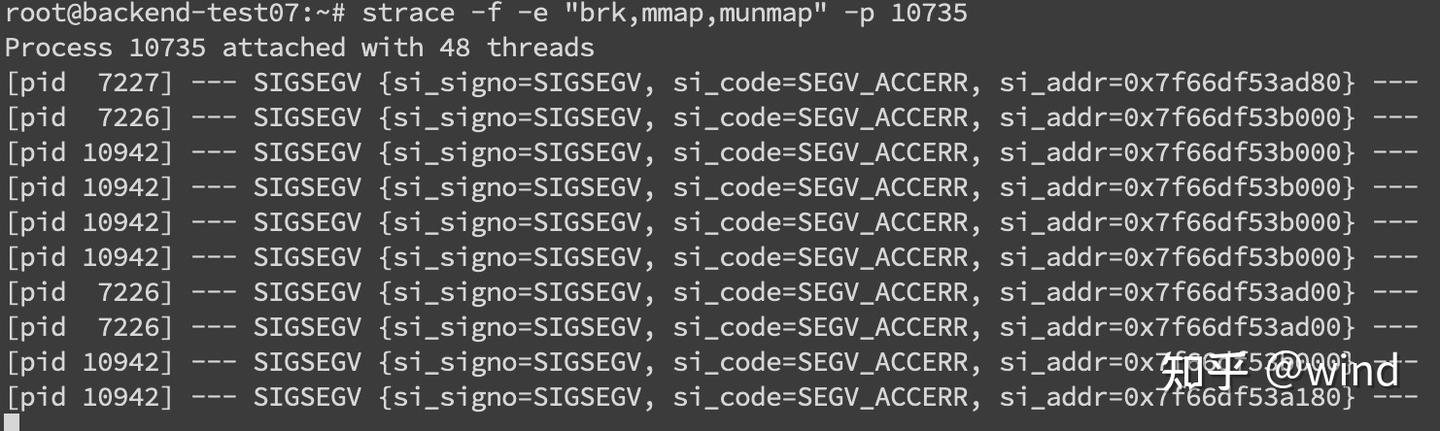 root@backend-test07:~# strace -f -e "brk,mmap,munmap" -p 10735
Process 10735 attached with 48 threads
[pid  7227] --- SIGSEGV {si_signo=SIGSEGV, si_code=SEGV_ACCERR, si_addr=0x7f66df53ad80} ---
[pid  7226] --- SIGSEGV {si_signo=SIGSEGV, si_code=SEGV_ACCERR, si_addr=0x7f66df53b000} ---
[pid 10942] --- SIGSEGV {si_signo=SIGSEGV, si_code=SEGV_ACCERR, si_addr=0x7f66df53b000} ---
[pid 10942] --- SIGSEGV {si_signo=SIGSEGV, si_code=SEGV_ACCERR, si_addr=0x7f66df53b000} ---
[pid 10942] --- SIGSEGV {si_signo=SIGSEGV, si_code=SEGV_ACCERR, si_addr=0x7f66df53b000} ---
[pid 10942] --- SIGSEGV {si_signo=SIGSEGV, si_code=SEGV_ACCERR, si_addr=0x7f66df53b000} ---
[pid  7226] --- SIGSEGV {si_signo=SIGSEGV, si_code=SEGV_ACCERR, si_addr=0x7f66df53ad00} ---
[pid  7226] --- SIGSEGV {si_signo=SIGSEGV, si_code=SEGV_ACCERR, si_addr=0x7f66df53ad00} ---
[pid 10942] --- SIGSEGV {si_signo=SIGSEGV, si_code=SEGV_ACCERR, si_addr=0x7f66df53b000} ---
[pid 10942] --- SIGSEGV {si_signo=SIGSEGV, si_code=SEGV_ACCERR, si_addr=0x7f66df53a180} ---
知乎 @wind